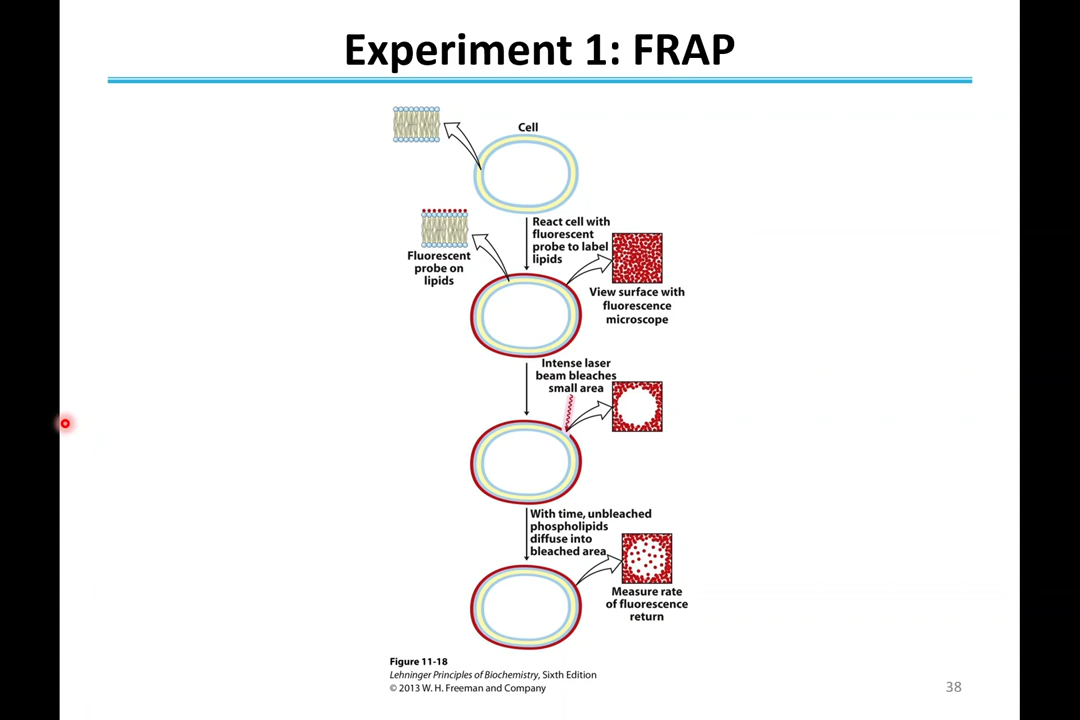 Experiment 1: FRAP
Cell
React cell with
fluorescent
probe to label
lipids
Fluorescent
probe on
lipids
View surface with
fluorescence
microscope
Intense laser
beam bleaches
small area
With time, unbleached
phospholipids
diffuse into
bleached area
Measure rate
of fluorescence
return
Figure 11-18
Lehninger Principles of Biochemistry, Sixth Edition
© 2013 W. H. Freeman and Company
38